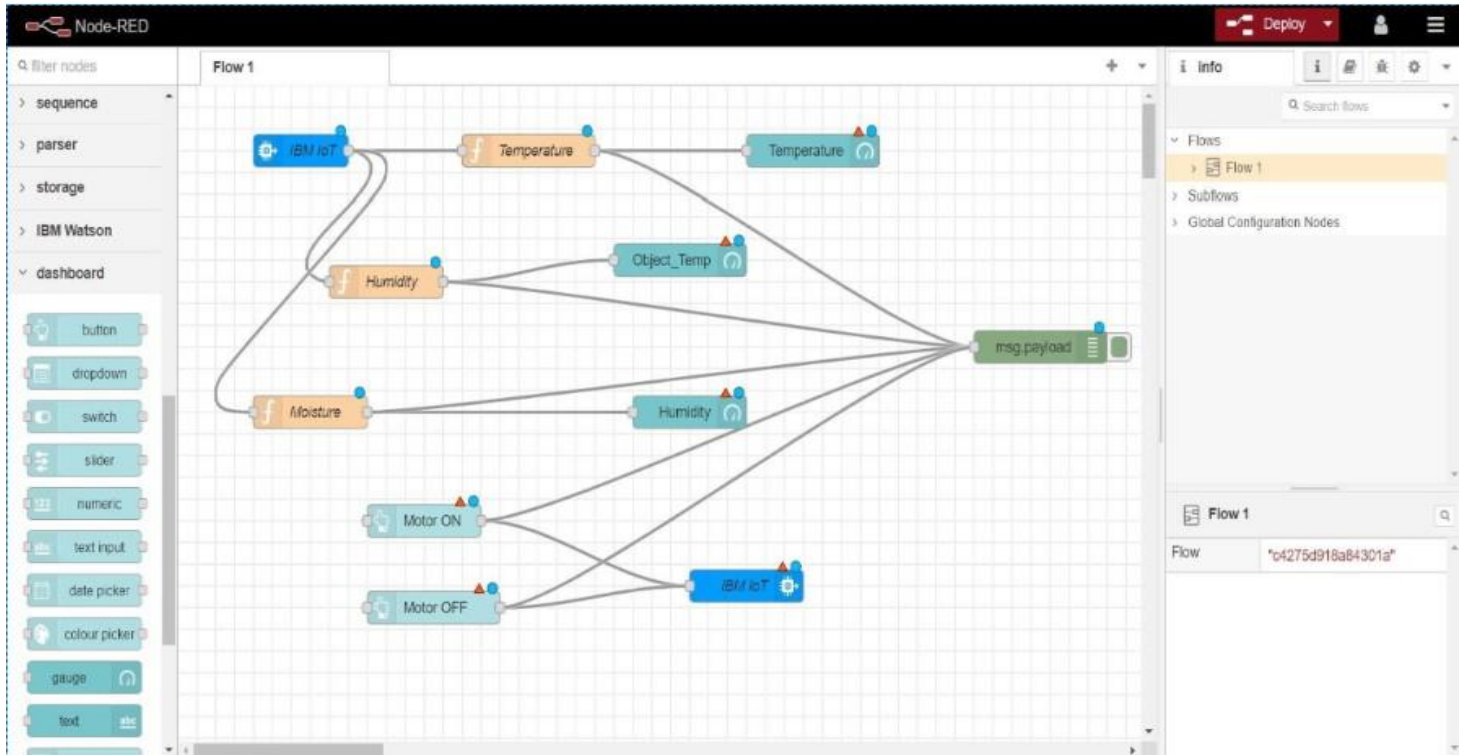 Node-RED
Deploy
filter nodes
Flow 1
info
i
Search flows
sequence
parser
storage
IBM Watson
dashboard
button
dropdown
switch
slider
numeric
text input
date picker
colour picker
gauge
text
abc
IBM IoT
Temperature
Temperature
Humidity
Object_Temp
msg.payload
Moisture
Humidity
Motor ON
Motor OFF
IBM IoT
Flows
Flow 1
Subflows
Global Configuration Nodes
Flow 1
Flow "c4275d918a84301a"